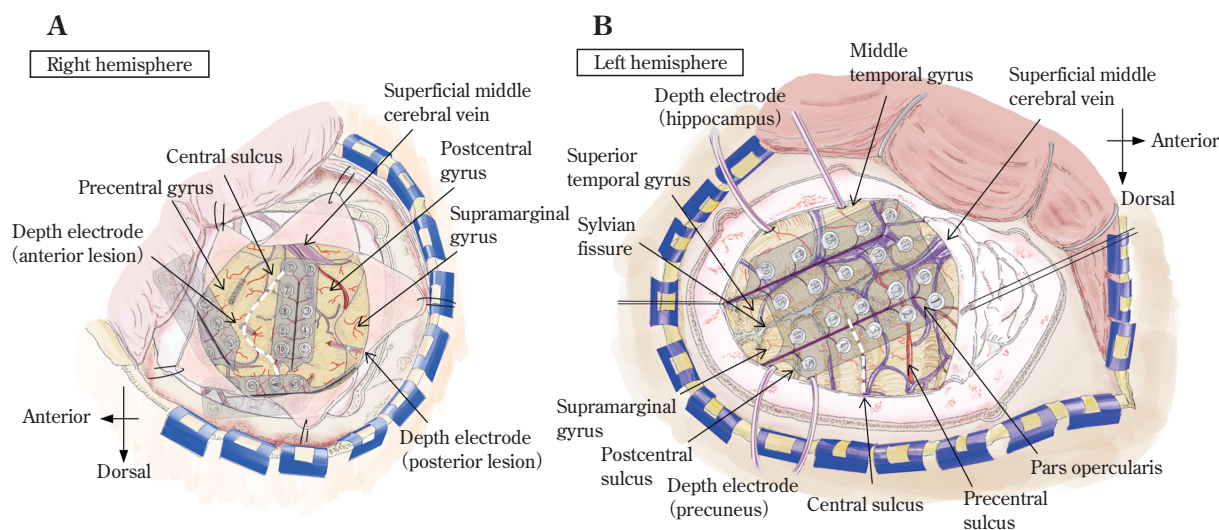 A
Right hemisphere
Superficial middle
cerebral vein
Central sulcus
Postcentral
gyrus
Precentral gyrus
Supramarginal
gyrus
Depth electrode
(anterior lesion)
Anterior
Dorsal
Depth electrode
(posterior lesion)
B
Left hemisphere
Middle
temporal gyrus
Superficial middle
cerebral vein
Depth electrode
(hippocampus)
Anterior
Dorsal
Superior
temporal gyrus
Sylvian
fissure
Supramarginal
gyrus
Postcentral
sulcus
Depth electrode
(precuneus)
Central sulcus
Precentral
sulcus
Pars opercularis